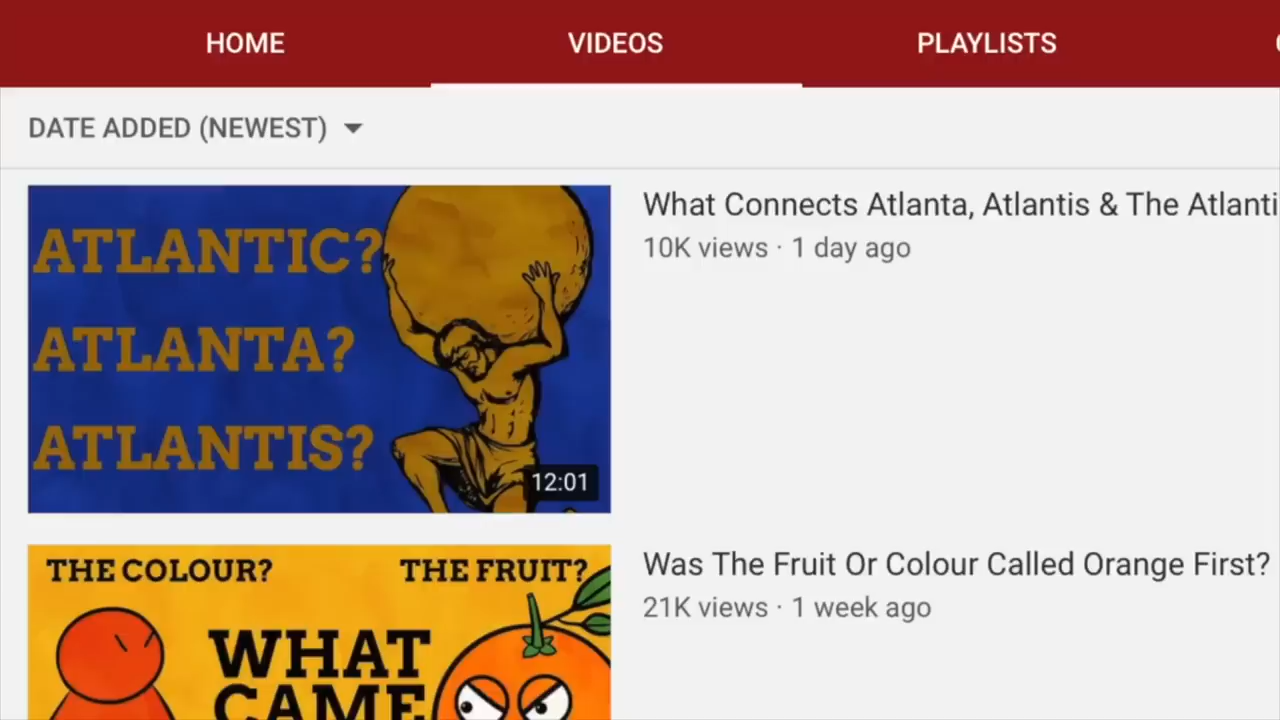 HOME VIDEOS PLAYLISTS
DATE ADDED (NEWEST)
ATLANTIC?
ATLANTA?
ATLANTIS?
12:01
What Connects Atlanta, Atlantis & The Atlanti
10K views · 1 day ago
THE COLOUR? THE FRUIT?
WHAT
CAME
Was The Fruit Or Colour Called Orange First?
21K views · 1 week ago